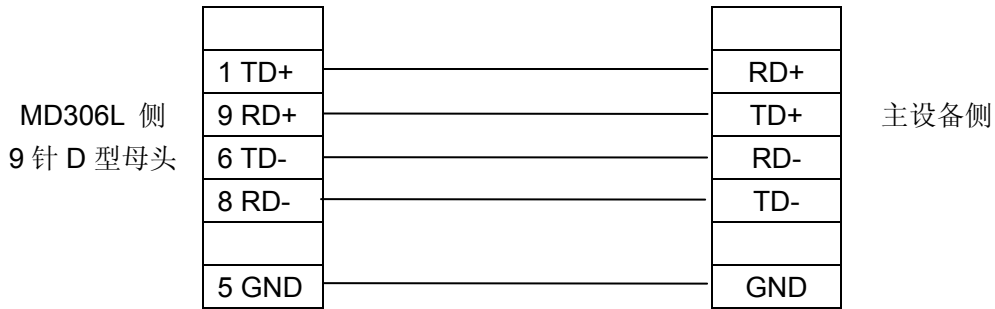 1 TD+ RD+
MD306L 侧 9 RD+ TD+ 主设备侧
9 针 D 型母头 6 TD- RD-
8 RD- TD-
5 GND GND